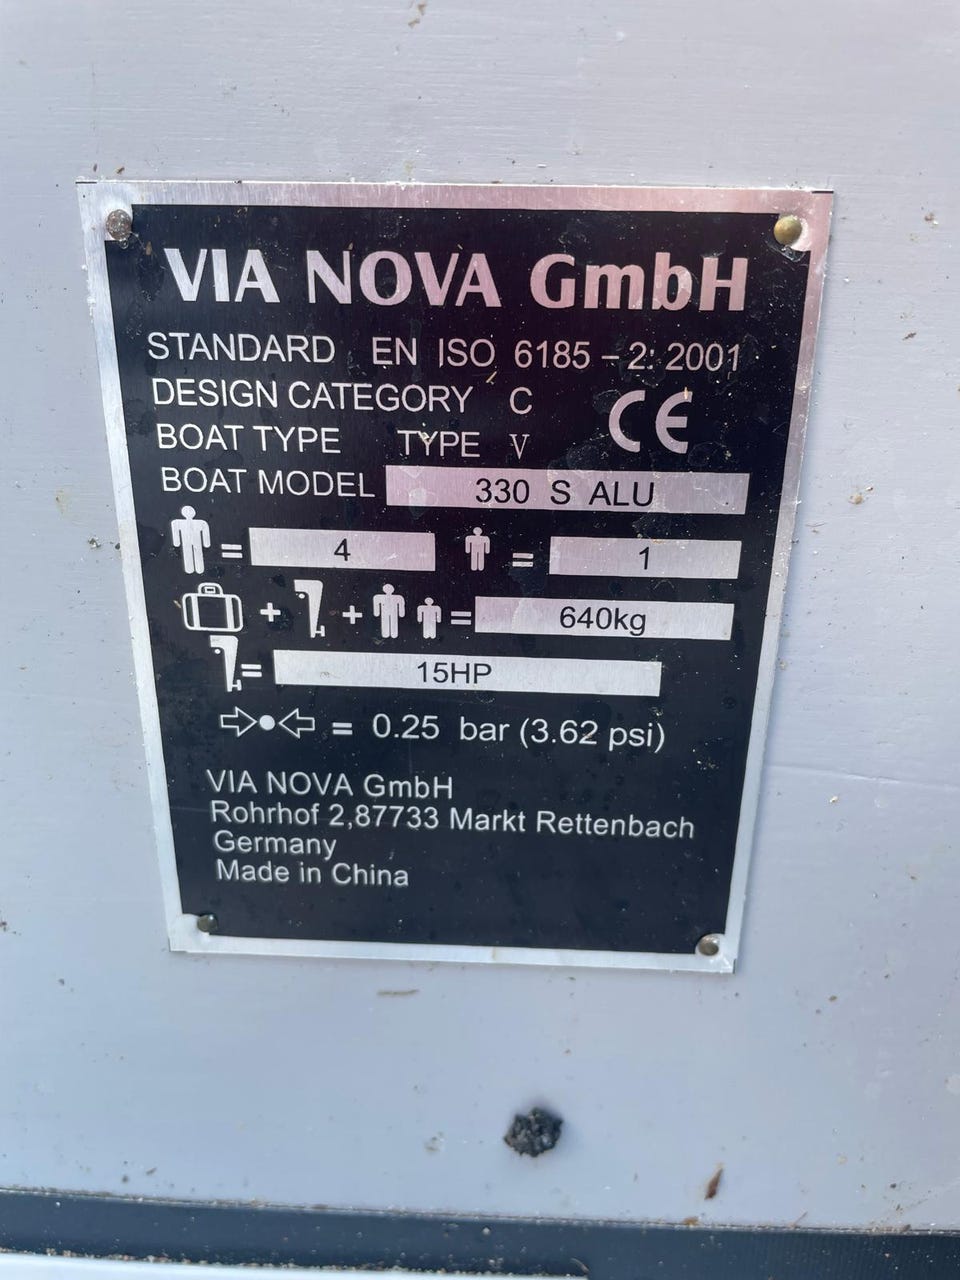 VIA NOVA GmbH
STANDARD EN ISO 6185 – 2: 2001
DESIGN CATEGORY C
CE
BOAT TYPE TYPE V
BOAT MODEL 330 S ALU
= 4 = 1
+ + = 640kg
= 15HP
= 0.25 bar (3.62 psi)
VIA NOVA GmbH
Rohrhof 2,87733 Markt Rettenbach
Germany
Made in China